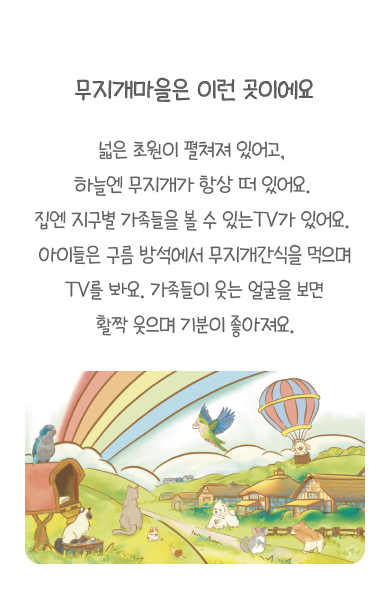 무지개마을은 이런 곳이에요
넓은 초원이 펼쳐져 있어고,
하늘엔 무지개가 항상 떠 있어요.
집엔 지구별 가족들을 볼 수 있는TV가 있어요.
아이들은 구름 방석에서 무지개간식을 먹으며
TV를 봐요. 가족들이 웃는 얼굴을 보면
활짝 웃으며 기분이 좋아져요.